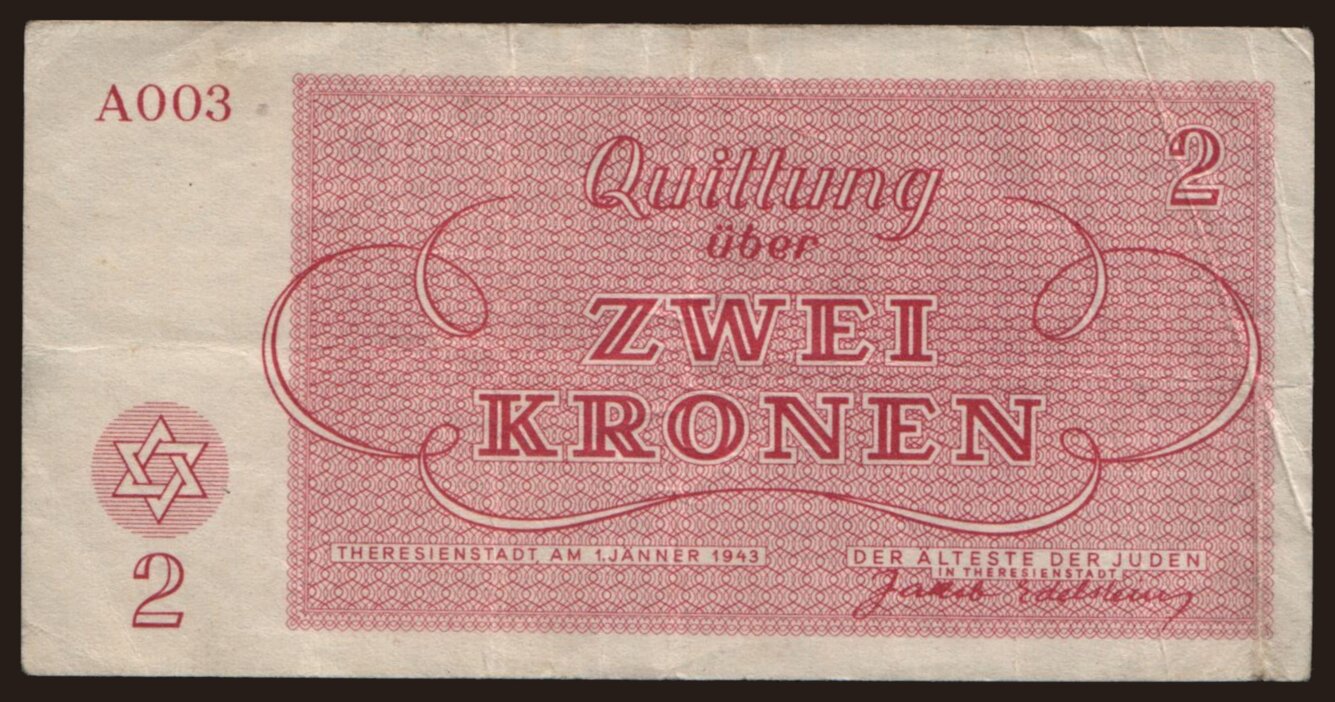 A003
2
Quittung
über
ZWEI
KRONEN
THERESIENSTADT, AM 1. JÄNNER 1943
DER ÄLTESTE DER JUDEN
IN THERESIENSTADT
Jakob Edelstein
2